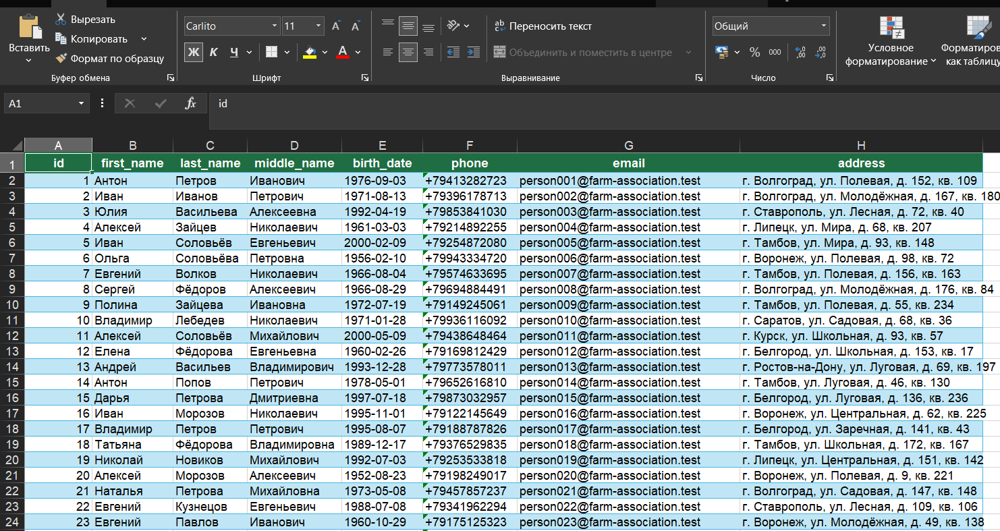 Вставить
Вырезать
Копировать
Формат по образцу
Буфер обмена
Carlito
11
A
A
Ж К Ч
A
Шрифт
ab
c
Переносить текст
Объединить и поместить в центре
Выравнивание
Общий
% 000
Число
Условное
форматирование
Форматиров
как таблицу
A1
fx
id
A B C D E F G H
1 id first_name last_name middle_name birth_date phone email address
2 1 Антон Петров Иванович 1976-09-03 +79413282723 person001@farm-association.test г. Волгоград, ул. Полевая, д. 152, кв. 109
3 2 Иван Иванов Петрович 1971-08-13 +79396178713 person002@farm-association.test г. Волгоград, ул. Молодёжная, д. 167, кв. 180
4 3 Юлия Васильева Алексеевна 1992-04-19 +79853841030 person003@farm-association.test г. Ставрополь, ул. Лесная, д. 72, кв. 40
5 4 Алексей Зайцев Николаевич 1961-03-03 +79214892255 person004@farm-association.test г. Липецк, ул. Мира, д. 68, кв. 207
6 5 Иван Соловьёв Евгеньевич 2000-02-09 +79254872080 person005@farm-association.test г. Тамбов, ул. Мира, д. 93, кв. 148
7 6 Ольга Соловьёва Петровна 1956-02-10 +79943334720 person006@farm-association.test г. Воронеж, ул. Полевая, д. 98, кв. 72
8 7 Евгений Волков Николаевич 1966-08-04 +79574633695 person007@farm-association.test г. Тамбов, ул. Полевая, д. 156, кв. 163
9 8 Сергей Фёдоров Алексеевич 1966-08-29 +79694884491 person008@farm-association.test г. Волгоград, ул. Молодёжная, д. 176, кв. 84
10 9 Полина Зайцева Ивановна 1972-07-19 +79149245061 person009@farm-association.test г. Тамбов, ул. Полевая, д. 55, кв. 234
11 10 Владимир Лебедев Николаевич 1971-01-28 +79936116092 person010@farm-association.test г. Саратов, ул. Садовая, д. 68, кв. 36
12 11 Алексей Соловьёв Михайлович 2000-05-09 +79438648464 person011@farm-association.test г. Курск, ул. Школьная, д. 93, кв. 57
13 12 Елена Фёдорова Евгеньевна 1960-02-26 +79169812429 person012@farm-association.test г. Белгород, ул. Школьная, д. 153, кв. 17
14 13 Андрей Васильев Владимирович 1993-12-28 +79773578011 person013@farm-association.test г. Ростов-на-Дону, ул. Луговая, д. 69, кв. 197
15 14 Антон Попов Петрович 1978-05-01 +79652616810 person014@farm-association.test г. Тамбов, ул. Луговая, д. 46, кв. 130
16 15 Дарья Петрова Дмитриевна 1997-07-18 +79873032957 person015@farm-association.test г. Белгород, ул. Луговая, д. 136, кв. 236
17 16 Иван Морозов Николаевич 1995-11-01 +79122145649 person016@farm-association.test г. Воронеж, ул. Центральная, д. 62, кв. 225
18 17 Владимир Петров Петрович 1995-08-07 +79188787826 person017@farm-association.test г. Белгород, ул. Заречная, д. 141, кв. 43
19 18 Татьяна Фёдорова Владимировна 1989-12-17 +79376529835 person018@farm-association.test г. Тамбов, ул. Школьная, д. 172, кв. 167
20 19 Николай Новиков Михайлович 1992-07-03 +79253533818 person019@farm-association.test г. Липецк, ул. Центральная, д. 151, кв. 142
21 20 Алексей Морозов Алексеевич 1952-08-23 +79198249017 person020@farm-association.test г. Воронеж, ул. Полевая, д. 9, кв. 221
22 21 Наталья Петрова Михайловна 1973-05-08 +79457857237 person021@farm-association.test г. Волгоград, ул. Садовая, д. 147, кв. 148
23 22 Евгений Кузнецов Евгеньевич 1988-07-08 +79341962294 person022@farm-association.test г. Ставрополь, ул. Лесная, д. 109, кв. 106
24 23 Евгений Павлов Иванович 1960-10-29 +79175125323 person023@farm-association.test г. Воронеж, ул. Молодёжная, д. 49, кв. 138